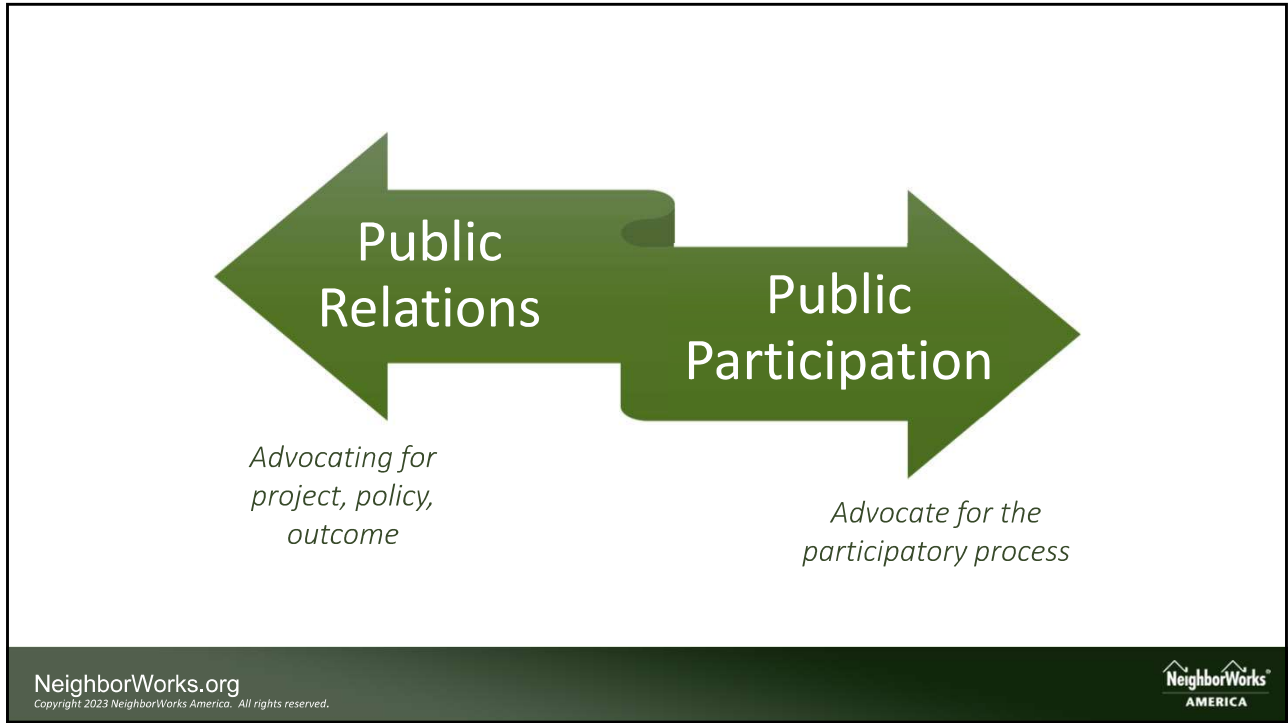 Public
Relations
Public
Participation
Advocating for
project, policy,
outcome
Advocate for the
participatory process
NeighborWorks.org
Copyright 2023 NeighborWorks America.  All rights reserved.
NeighborWorks®
AMERICA